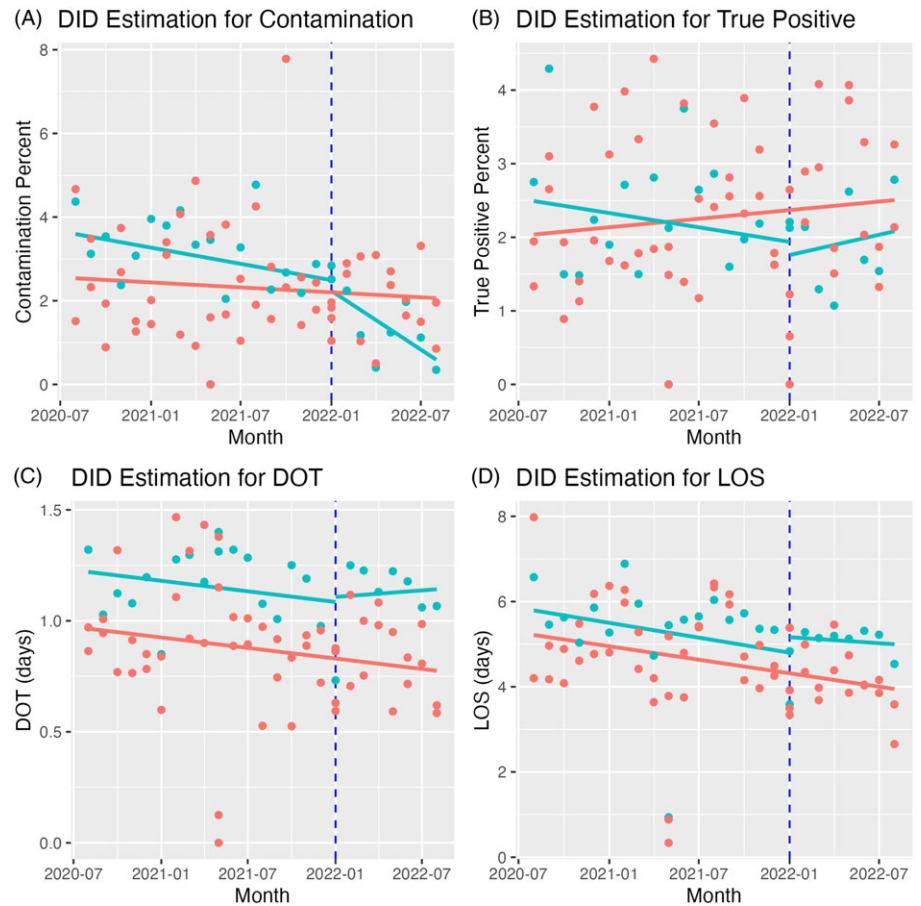 (A) DID Estimation for Contamination
Contamination Percent
8
6
4
2
0
2020-07 2021-01 2021-07 2022-01 2022-07
Month
(B) DID Estimation for True Positive
True Positive Percent
4
3
2
1
0
2020-07 2021-01 2021-07 2022-01 2022-07
Month
(C) DID Estimation for DOT
DOT (days)
1.5
1.0
0.5
0.0
2020-07 2021-01 2021-07 2022-01 2022-07
Month
(D) DID Estimation for LOS
LOS (days)
8
6
4
2
0
2020-07 2021-01 2021-07 2022-01 2022-07
Month